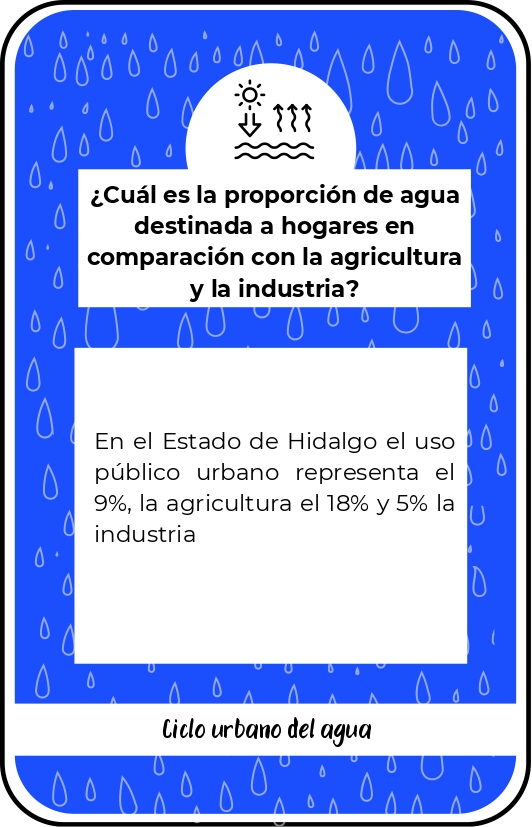 ¿Cuál es la proporción de agua
destinada a hogares en
comparación con la agricultura
y la industria?
En el Estado de Hidalgo el uso
público urbano representa el
9%, la agricultura el 18% y 5% la
industria
Ciclo urbano del agua